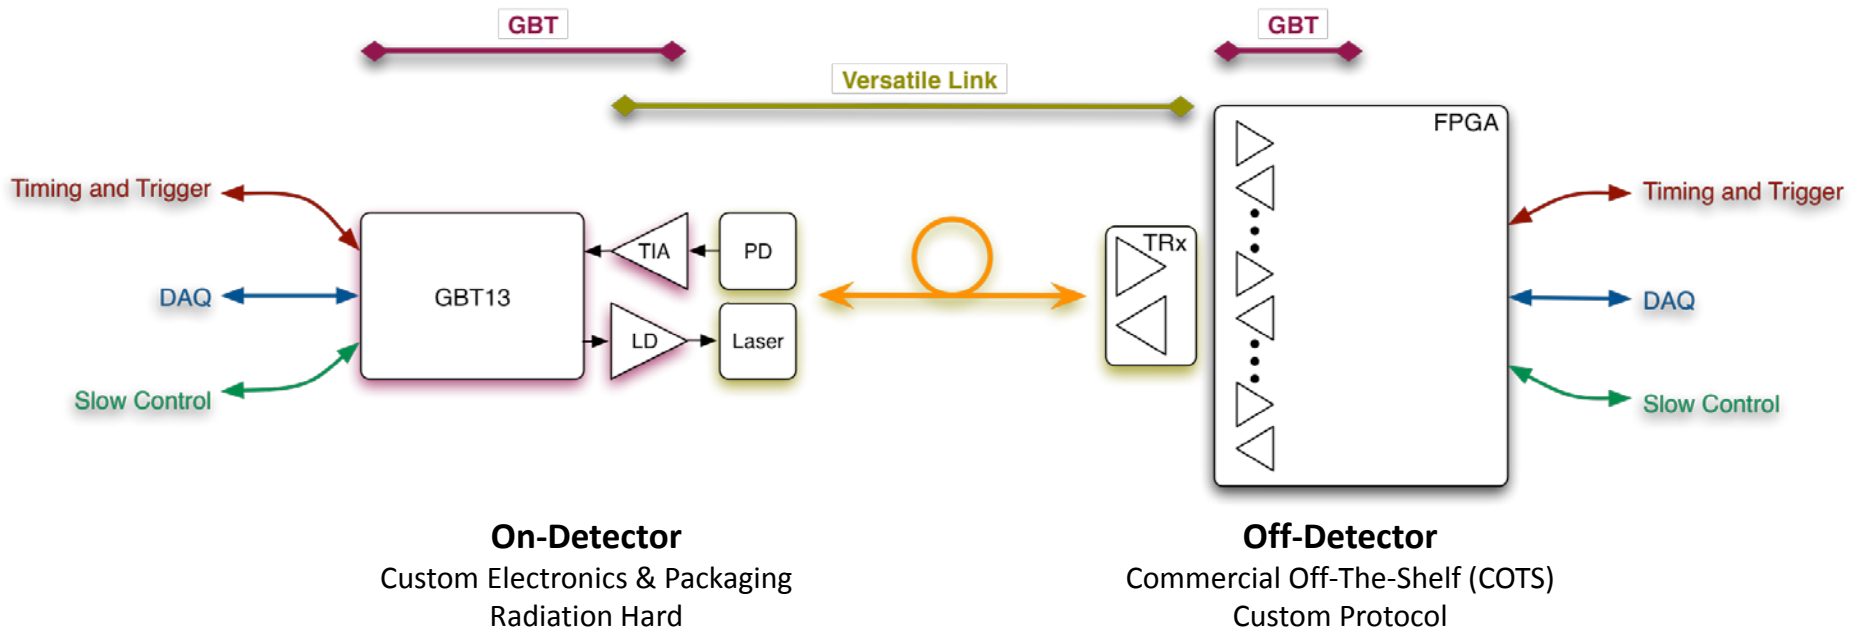 GBT
GBT
Versatile Link
FPGA
Timing and Trigger
Timing and Trigger
TRx
TIA
PD
DAQ
GBT13
DAQ
LD
Laser
Slow Control
Slow Control
On-Detector
Custom Electronics & Packaging
Radiation Hard
Off-Detector
Commercial Off-The-Shelf (COTS)
Custom Protocol